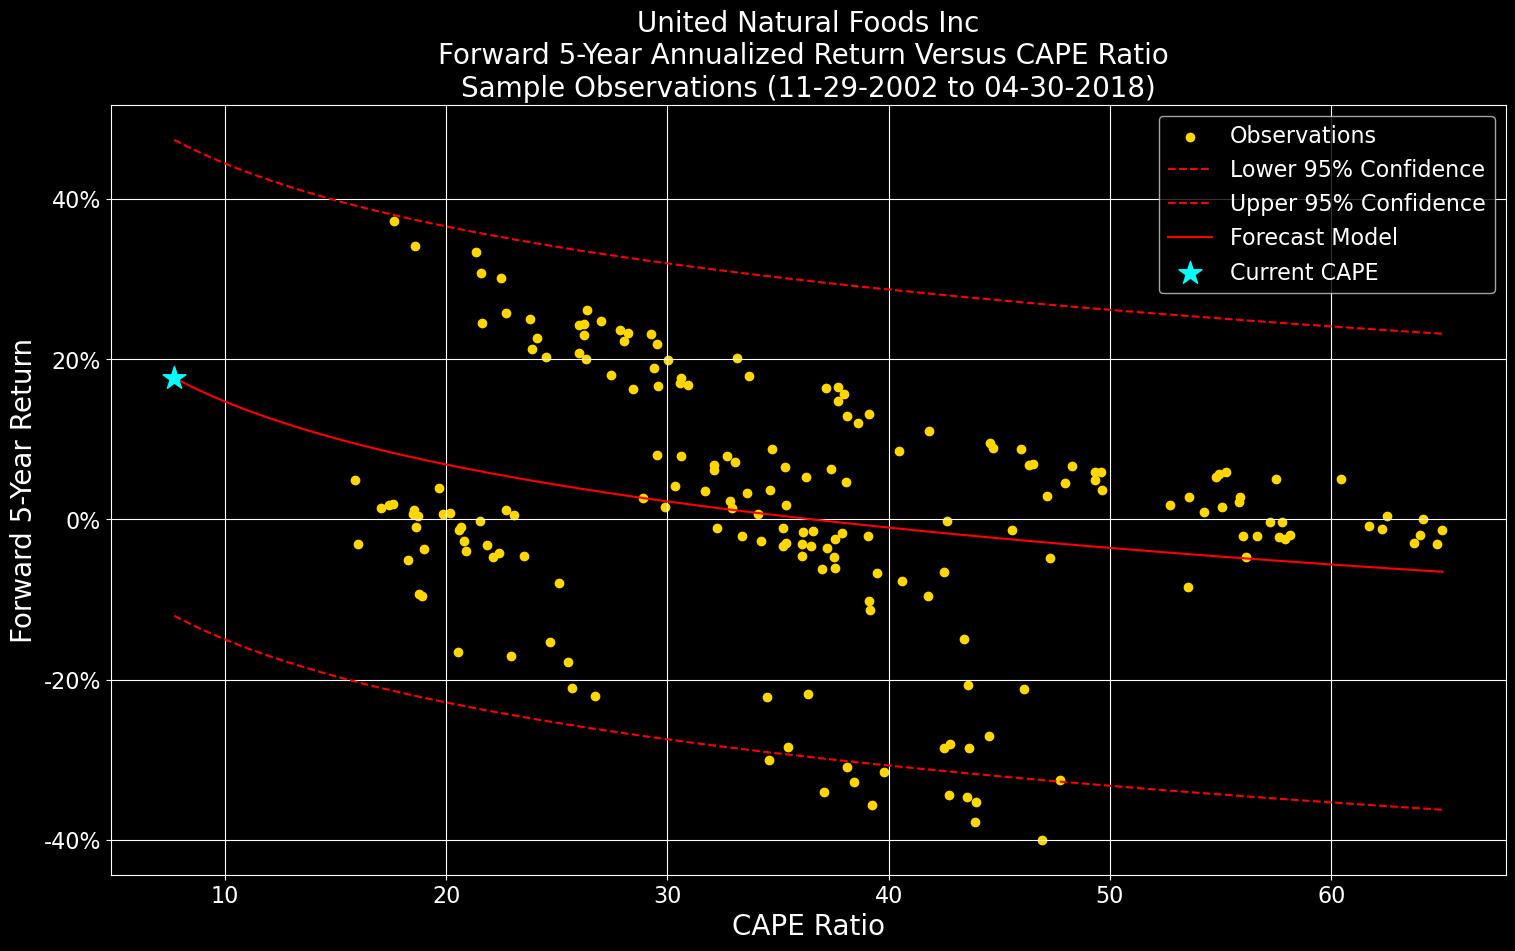 United Natural Foods Inc
Forward 5-Year Annualized Return Versus CAPE Ratio
Sample Observations (11-29-2002 to 04-30-2018)
Observations
Lower 95% Confidence
Upper 95% Confidence
Forecast Model
Current CAPE
Forward 5-Year Return
40%
20%
0%
-20%
-40%
10 20 30 40 50 60
CAPE Ratio